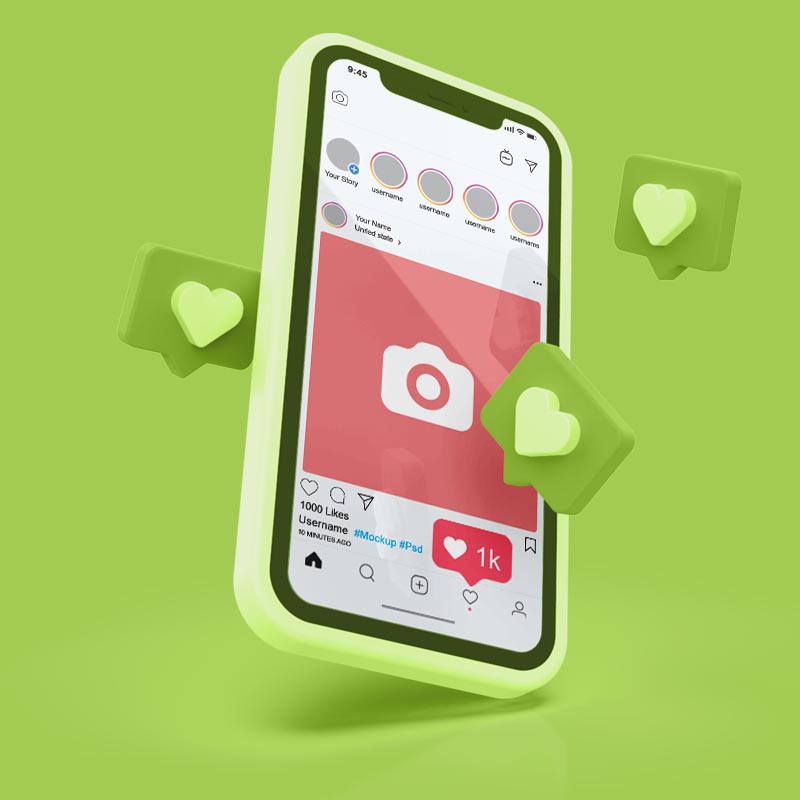 9:45
Your Story
username
username
username
username
Your Name
United state >
1000 Likes
Username #Mockup #Psd
10 MINUTES AGO
1k